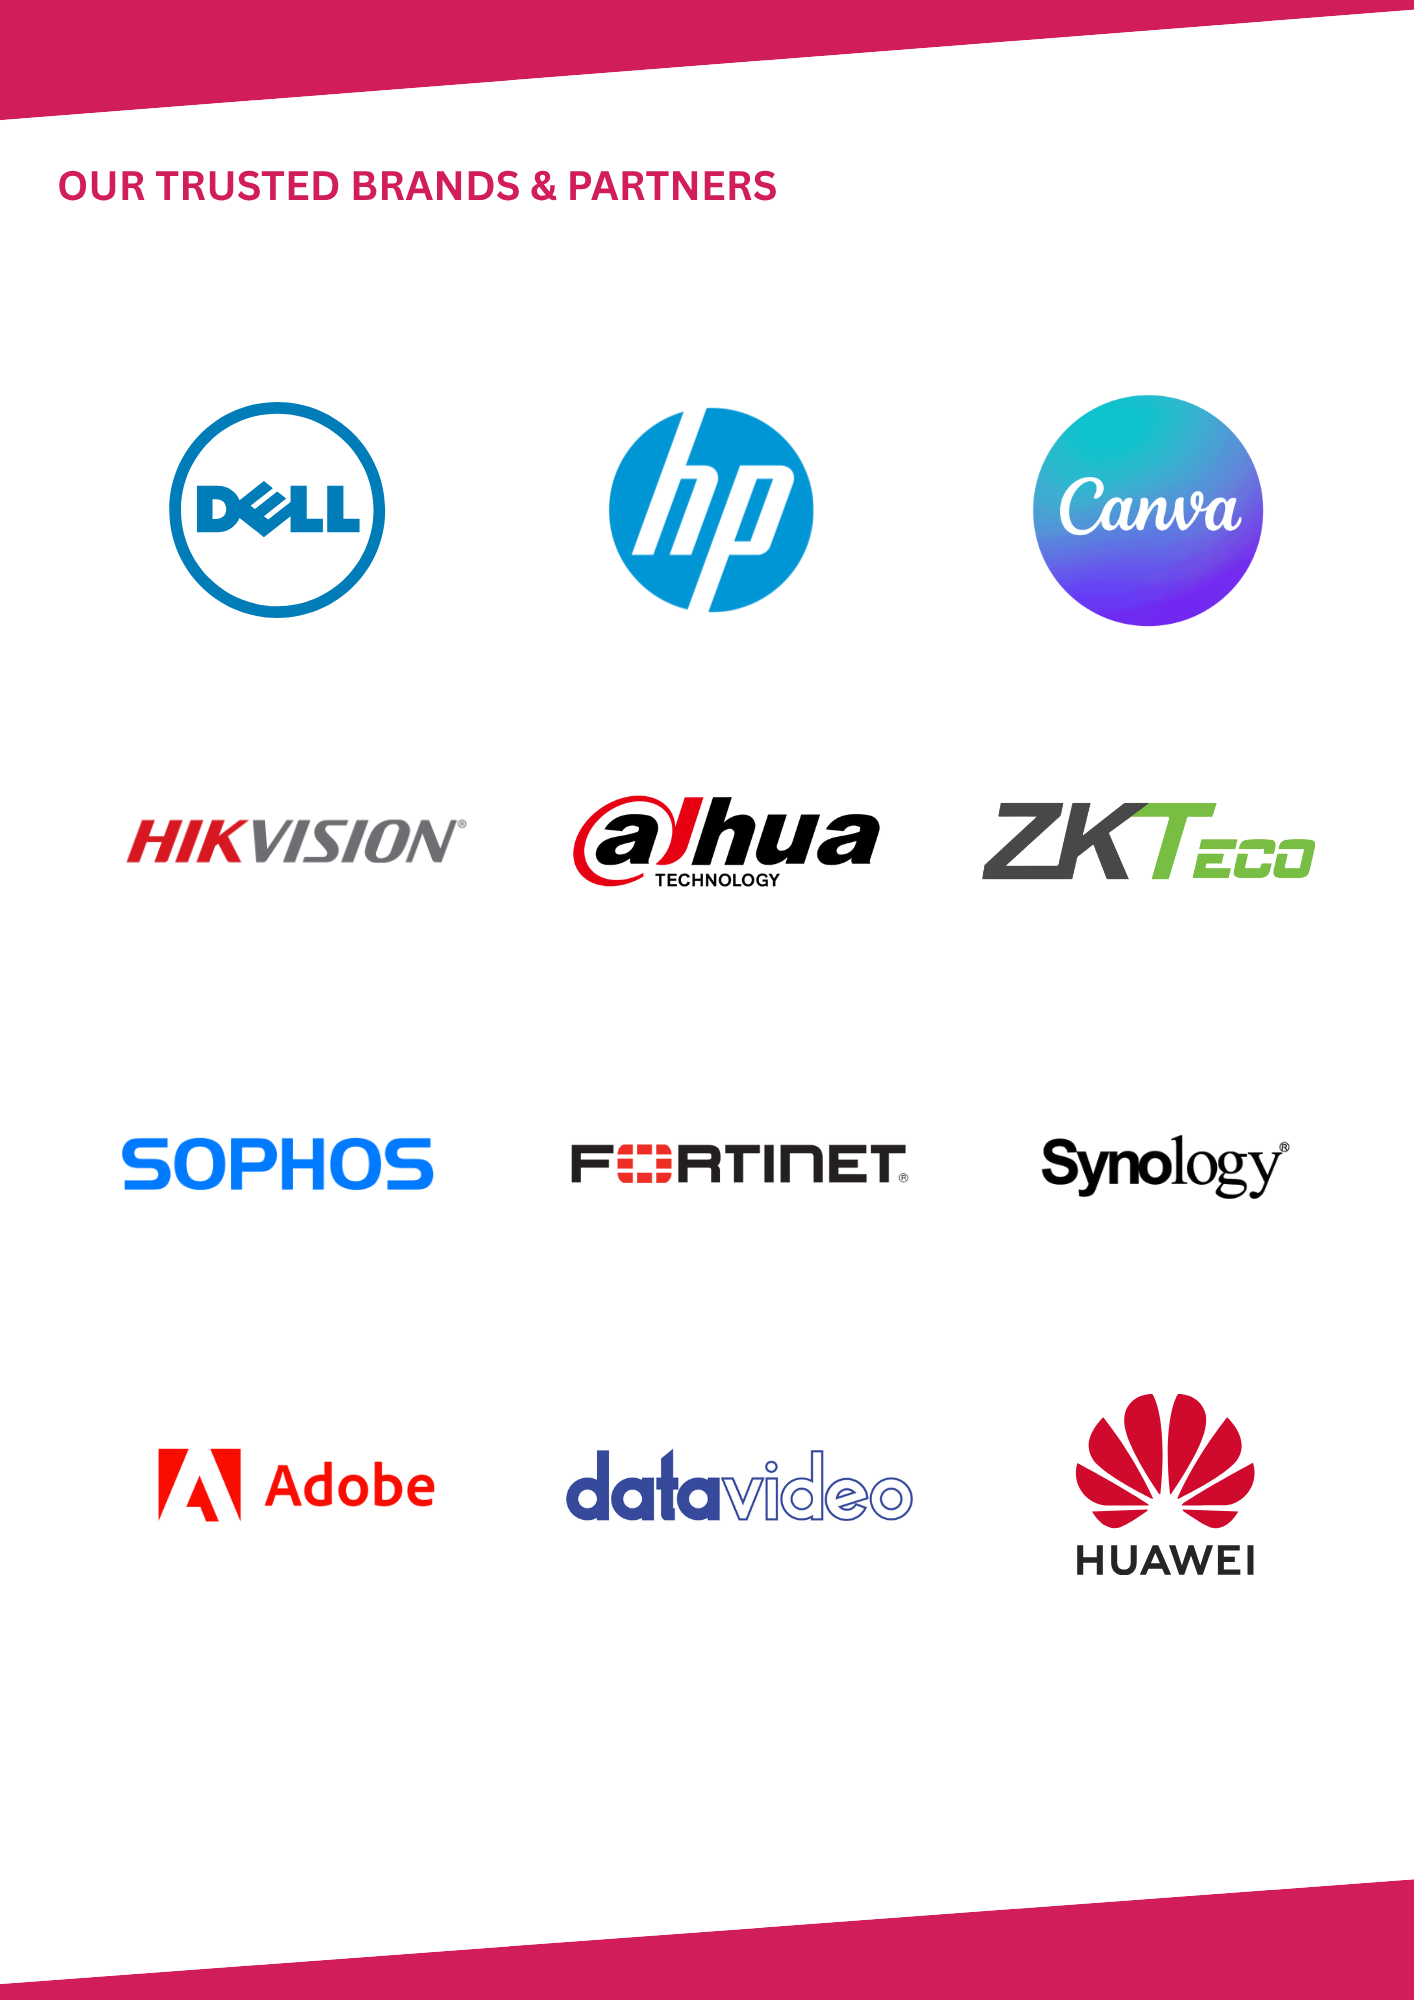 OUR TRUSTED BRANDS & PARTNERS
DELL
hp
Canva
HIKVISION®
alhua
TECHNOLOGY
ZKTECO
SOPHOS
FORTINET®
Synology®
Adobe
datavideo
HUAWEI